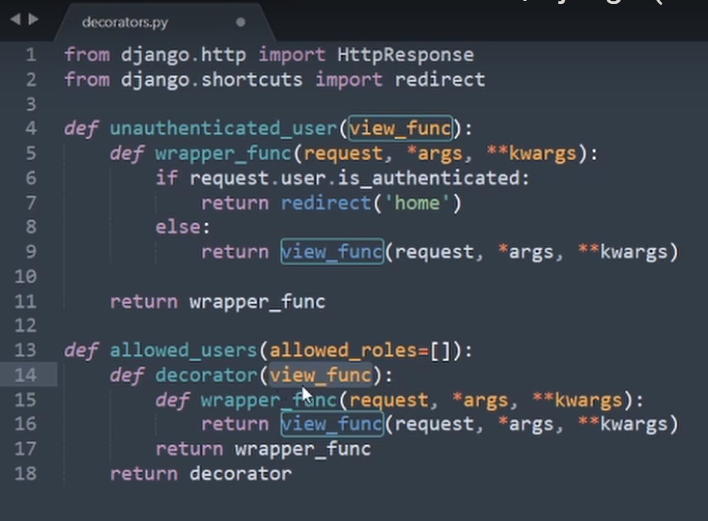 decorators.py
1 from django.http import HttpResponse
2 from django.shortcuts import redirect
3
4 def unauthenticated_user(view_func):
5     def wrapper_func(request, *args, **kwargs):
6         if request.user.is_authenticated:
7             return redirect('home')
8         else:
9             return view_func(request, *args, **kwargs)
10
11     return wrapper_func
12
13 def allowed_users(allowed_roles=[]):
14     def decorator(view_func):
15         def wrapper_func(request, *args, **kwargs):
16             return view_func(request, *args, **kwargs)
17         return wrapper_func
18     return decorator